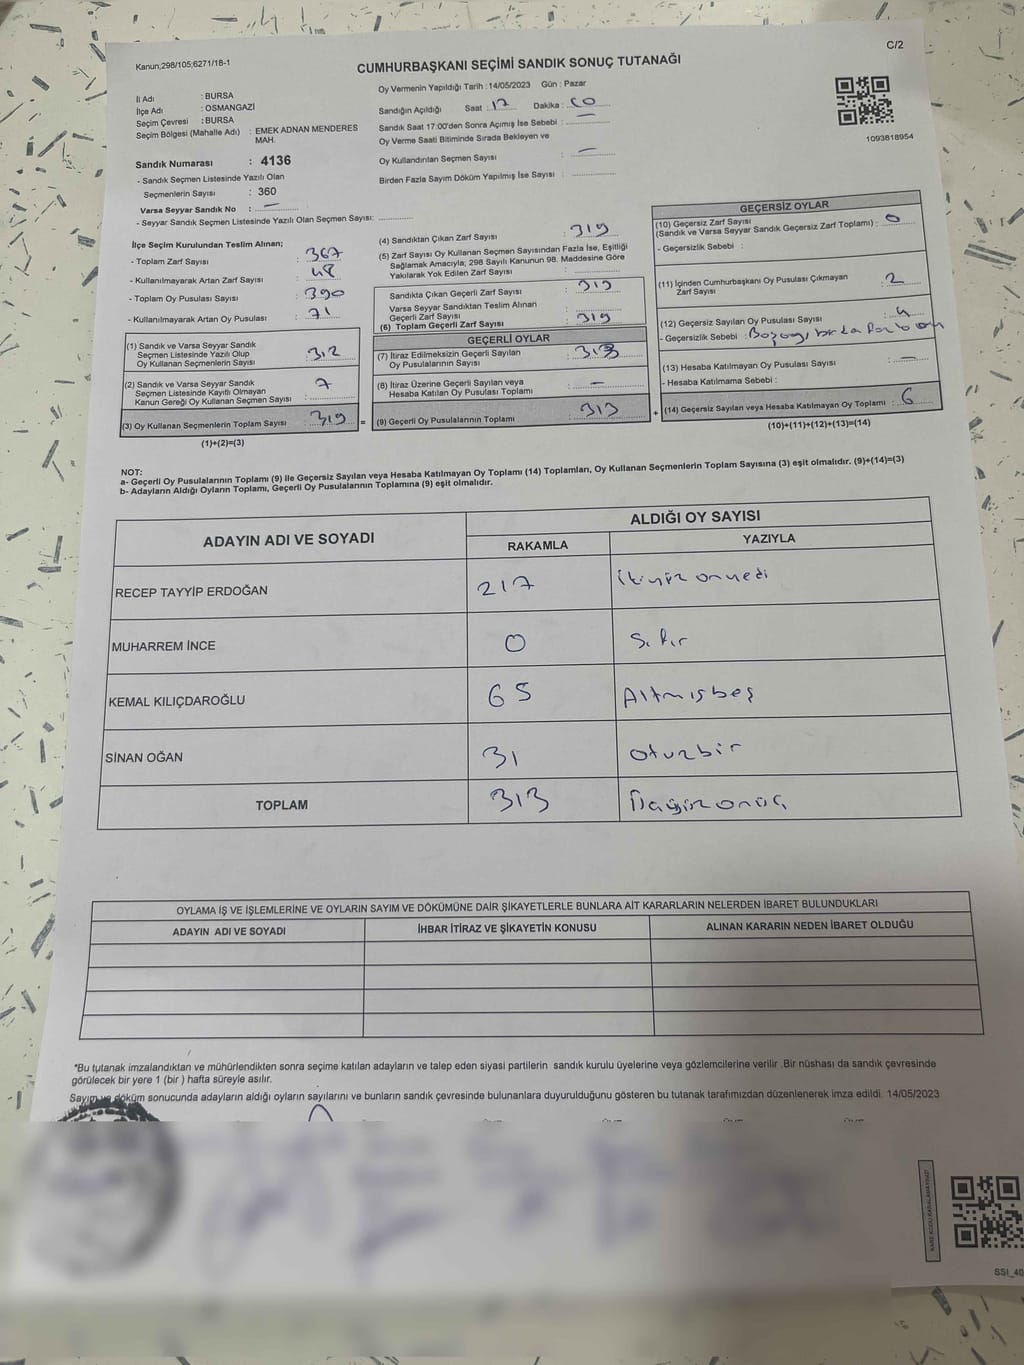 Kanun;298/105;6271/18-1
C/2
CUMHURBAŞKANI SEÇİMİ SANDIK SONUÇ TUTANAĞI
İl Adı : BURSA
İlçe Adı : OSMANGAZİ
Seçim Çevresi : BURSA
Seçim Bölgesi (Mahalle Adı) : EMEK ADNAN MENDERES
MAH.
Sandık Numarası : 4136
- Sandık Seçmen Listesinde Yazılı Olan
Seçmenlerin Sayısı : 360
Varsa Seyyar Sandık No : –
- Seyyar Sandık Seçmen Listesinde Yazılı Olan Seçmen Sayısı:
Oy Vermenin Yapıldığı Tarih : 14/05/2023 Gün : Pazar
Sandığın Açıldığı Saat : 17 Dakika : 00
Sandık Saat 17:00'den Sonra Açımış İse Sebebi : –
Oy Verme Saati Bitiminde Sırada Bekleyen ve
Oy Kullandırılan Seçmen Sayısı : –
Birden Fazla Sayım Döküm Yapılmış İse Sayısı :
1093818954
İlçe Seçim Kurulundan Teslim Alınan;
- Toplam Zarf Sayısı : 367
- Kullanılmayarak Artan Zarf Sayısı : 48
- Toplam Oy Pusulası Sayısı : 390
- Kullanılmayarak Artan Oy Pusulası : 71
(1) Sandık ve Varsa Seyyar Sandık
Seçmen Listesinde Yazılı Olup
Oy Kullanan Seçmenlerin Sayısı : 312
(2) Sandık ve Varsa Seyyar Sandık
Seçmen Listesinde Kayıtlı Olmayan
Kanun Gereği Oy Kullanan Seçmen Sayısı : 7
(3) Oy Kullanan Seçmenlerin Toplam Sayısı : 319
(1)+(2)=(3)
(4) Sandıktan Çıkan Zarf Sayısı : 319
(5) Zarf Sayısı Oy Kullanan Seçmen Sayısından Fazla İse, Eşitliği
Sağlamak Amacıyla; 298 Sayılı Kanunun 98. Maddesine Göre
Yakılarak Yok Edilen Zarf Sayısı :
Sandıkta Çıkan Geçerli Zarf Sayısı : 319
Varsa Seyyar Sandıktan Teslim Alınan
Geçerli Zarf Sayısı :
(6) Toplam Geçerli Zarf Sayısı : 319
GEÇERLİ OYLAR
(7) İtiraz Edilmeksizin Geçerli Sayılan
Oy Pusulalarının Sayısı : 313
(8) İtiraz Üzerine Geçerli Sayılan veya
Hesaba Katılan Oy Pusulası Toplamı : –
(9) Geçerli Oy Pusulalarının Toplamı : 313
GEÇERSİZ OYLAR
(10) Geçersiz Zarf Sayısı
(Sandık ve Varsa Seyyar Sandık Geçersiz Zarf Toplamı) : 0
- Geçersizlik Sebebi :
(11) İçinden Cumhurbaşkanı Oy Pusulası Çıkmayan
Zarf Sayısı : 2
(12) Geçersiz Sayılan Oy Pusulası Sayısı : 4
- Geçersizlik Sebebi :
(13) Hesaba Katılmayan Oy Pusulası Sayısı : –
- Hesaba Katılmama Sebebi :
(14) Geçersiz Sayılan veya Hesaba Katılmayan Oy Toplamı : 6
(10)+(11)+(12)+(13)=(14)
NOT:
a- Geçerli Oy Pusulalarının Toplamı (9) ile Geçersiz Sayılan veya Hesaba Katılmayan Oy Toplamı (14) Toplamları, Oy Kullanan Seçmenlerin Toplam Sayısına (3) eşit olmalıdır. (9)+(14)=(3)
b- Adayların Aldığı Oyların Toplamı, Geçerli Oy Pusulalarının Toplamına (9) eşit olmalıdır.
ADAYIN ADI VE SOYADI
ALDIĞI OY SAYISI
RAKAMLA YAZIYLA
RECEP TAYYİP ERDOĞAN 217 ikiyüz onyedi
MUHARREM İNCE 0 Sıfır
KEMAL KILIÇDAROĞLU 65 Altmışbeş
SİNAN OĞAN 31 otuzbir
TOPLAM 313 Üçyüzonüç
OYLAMA İŞ VE İŞLEMLERİNE VE OYLARIN SAYIM VE DÖKÜMÜNE DAİR ŞİKAYETLERLE BUNLARA AİT KARARLARIN NELERDEN İBARET BULUNDUKLARI
ADAYIN ADI VE SOYADI İHBAR İTİRAZ VE ŞİKAYETİN KONUSU ALINAN KARARIN NEDEN İBARET OLDUĞU
*Bu tutanak imzalandıktan ve mühürlendikten sonra seçime katılan adayların ve talep eden siyasi partilerin sandık kurulu üyelerine veya gözlemcilerine verilir .Bir nüshası da sandık çevresinde
görülecek bir yere 1 (bir ) hafta süreyle asılır.
Sayım ve döküm sonucunda adayların aldığı oyların sayılarını ve bunların sandık çevresinde bulunanlara duyurulduğunu gösteren bu tutanak tarafımızdan düzenlenerek imza edildi. 14/05/2023
KARE KODU KARALAMAYINIZ!
SSI_40